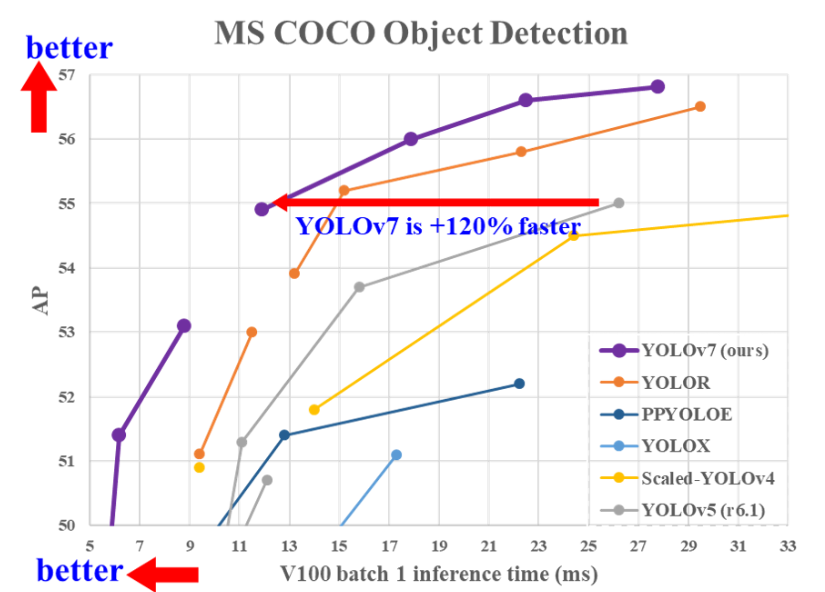 MS COCO Object Detection
better
57
56
55
54
53
52
51
50
AP
YOLOv7 is +120% faster
YOLOv7 (ours)
YOLOR
PPYOLOE
YOLOX
Scaled-YOLOv4
YOLOv5 (r6.1)
5 7 9 11 13 15 17 19 21 23 25 27 29 31 33
better
V100 batch 1 inference time (ms)